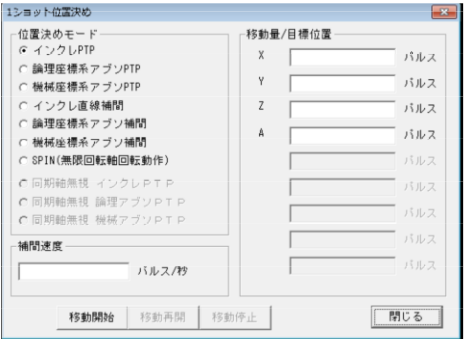 1ショット位置決め
位置決めモード
インクレPTP
論理座標系アブソPTP
機械座標系アブソPTP
インクレ直線補間
論理座標系アブソ補間
機械座標系アブソ補間
SPIN(無限回転軸回転動作)
同期軸無視 インクレPTP
同期軸無視 論理アブソPTP
同期軸無視 機械アブソPTP
補間速度
パルス/秒
移動量/目標位置
X パルス
Y パルス
Z パルス
A パルス
パルス
パルス
パルス
パルス
移動開始 移動再開 移動停止 閉じる